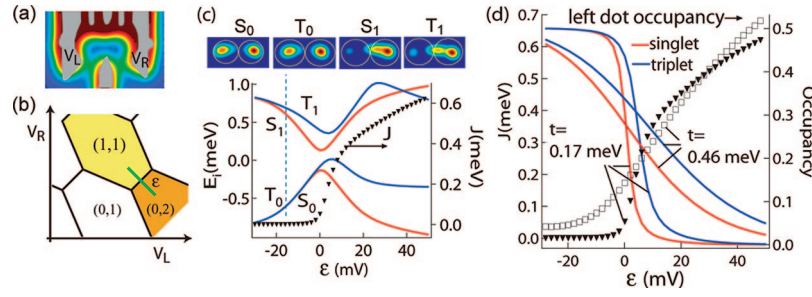 (a)
V_L
V_R
(b)
V_R
(1,1)
ε
(0,1)
(0,2)
V_L
(c)
S_0
T_0
S_1
T_1
1.0
0.5
0.0
-0.5
E_i(meV)
T_1
S_1
J
T_0
S_0
0.6
0.4
0.2
0.0
J(meV)
-20
0
20
40
ε (mV)
(d)
0.7
0.6
0.5
0.4
0.3
0.2
0.1
0.0
J(meV)
left dot occupancy→
singlet
triplet
t=
0.17 meV
t=
0.46 meV
0.5
0.4
0.3
0.2
0.1
0.0
Occupancy
-20
0
20
40
ε (mV)